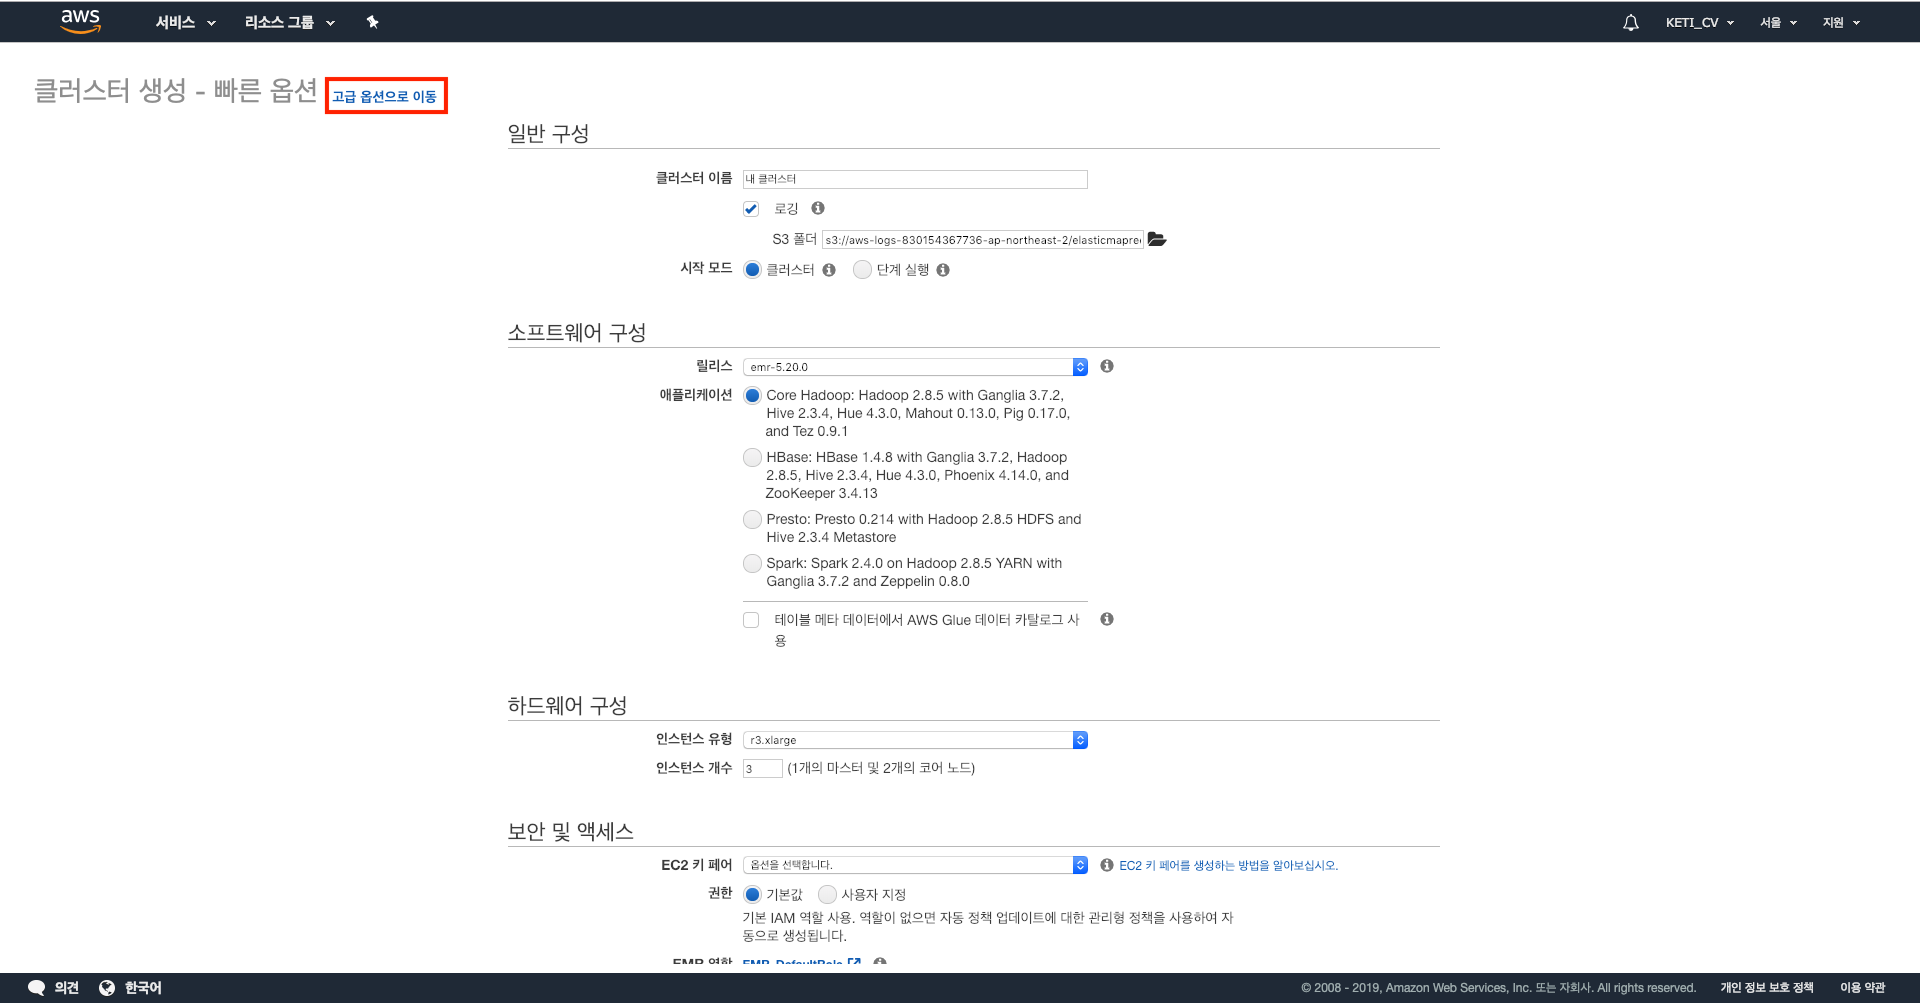 aws
서비스
리소스 그룹
KETI_CV
서울
지원
클러스터 생성 - 빠른 옵션 고급 옵션으로 이동
일반 구성
클러스터 이름 내 클러스터
로깅
S3 폴더 s3://aws-logs-830154367736-ap-northeast-2/elasticmapre
시작 모드 클러스터 단계 실행
소프트웨어 구성
릴리스 emr-5.20.0
애플리케이션 Core Hadoop: Hadoop 2.8.5 with Ganglia 3.7.2,
Hive 2.3.4, Hue 4.3.0, Mahout 0.13.0, Pig 0.17.0,
and Tez 0.9.1
HBase: HBase 1.4.8 with Ganglia 3.7.2, Hadoop
2.8.5, Hive 2.3.4, Hue 4.3.0, Phoenix 4.14.0, and
ZooKeeper 3.4.13
Presto: Presto 0.214 with Hadoop 2.8.5 HDFS and
Hive 2.3.4 Metastore
Spark: Spark 2.4.0 on Hadoop 2.8.5 YARN with
Ganglia 3.7.2 and Zeppelin 0.8.0
테이블 메타 데이터에서 AWS Glue 데이터 카탈로그 사
용
하드웨어 구성
인스턴스 유형 r3.xlarge
인스턴스 개수 3 (1개의 마스터 및 2개의 코어 노드)
보안 및 액세스
EC2 키 페어 옵션을 선택합니다. EC2 키 페어를 생성하는 방법을 알아보십시오.
권한 기본값 사용자 지정
기본 IAM 역할 사용. 역할이 없으면 자동 정책 업데이트에 대한 관리형 정책을 사용하여 자
동으로 생성됩니다.
EMR 역할 EMR_DefaultRole
의견
한국어
© 2008 - 2019, Amazon Web Services, Inc. 또는 자회사. All rights reserved.
개인 정보 보호 정책
이용 약관